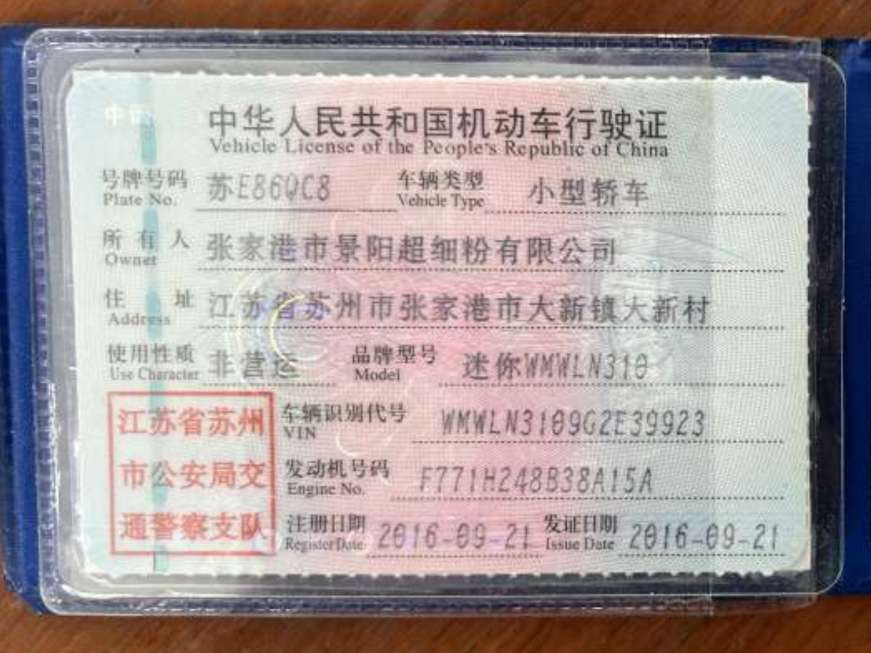 中华人民共和国机动车行驶证
Vehicle License of the People's Republic of China
号牌号码 苏E86QC8 车辆类型 小型轿车
Plate No. Vehicle Type
所有人 张家港市景阳超细粉有限公司
Owner
住址 江苏省苏州市张家港市大新镇大新村
Address
使用性质 非营运 品牌型号 迷你WMWLN310
Use Character Model
江苏省苏州 车辆识别代号 WMWLN3109G2E39923
VIN
市公安局交 发动机号码 F771H248B38A15A
Engine No.
通警察支队 注册日期 2016-09-21 发证日期 2016-09-21
Register Date Issue Date